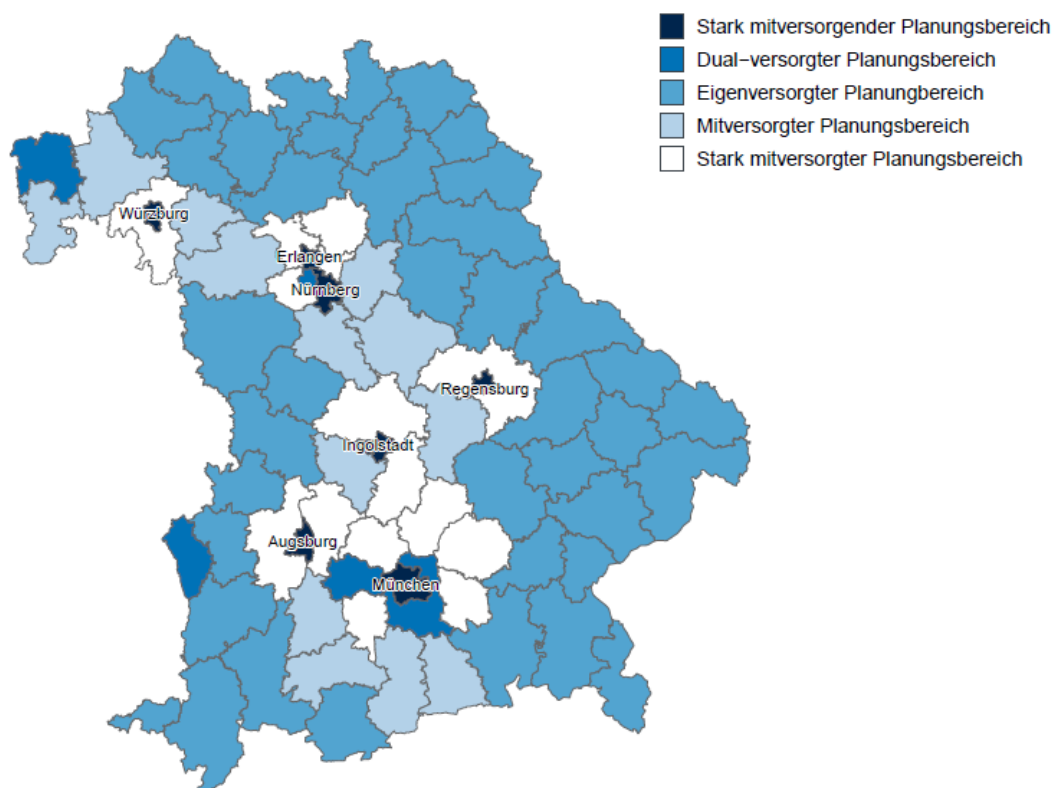 Stark mitversorgender Planungsbereich
Dual-versorgter Planungsbereich
Eigenversorgter Planungbereich
Mitversorgter Planungsbereich
Stark mitversorgter Planungsbereich
Würzburg
Erlangen
Nürnberg
Regensburg
Ingolstadt
Augsburg
München